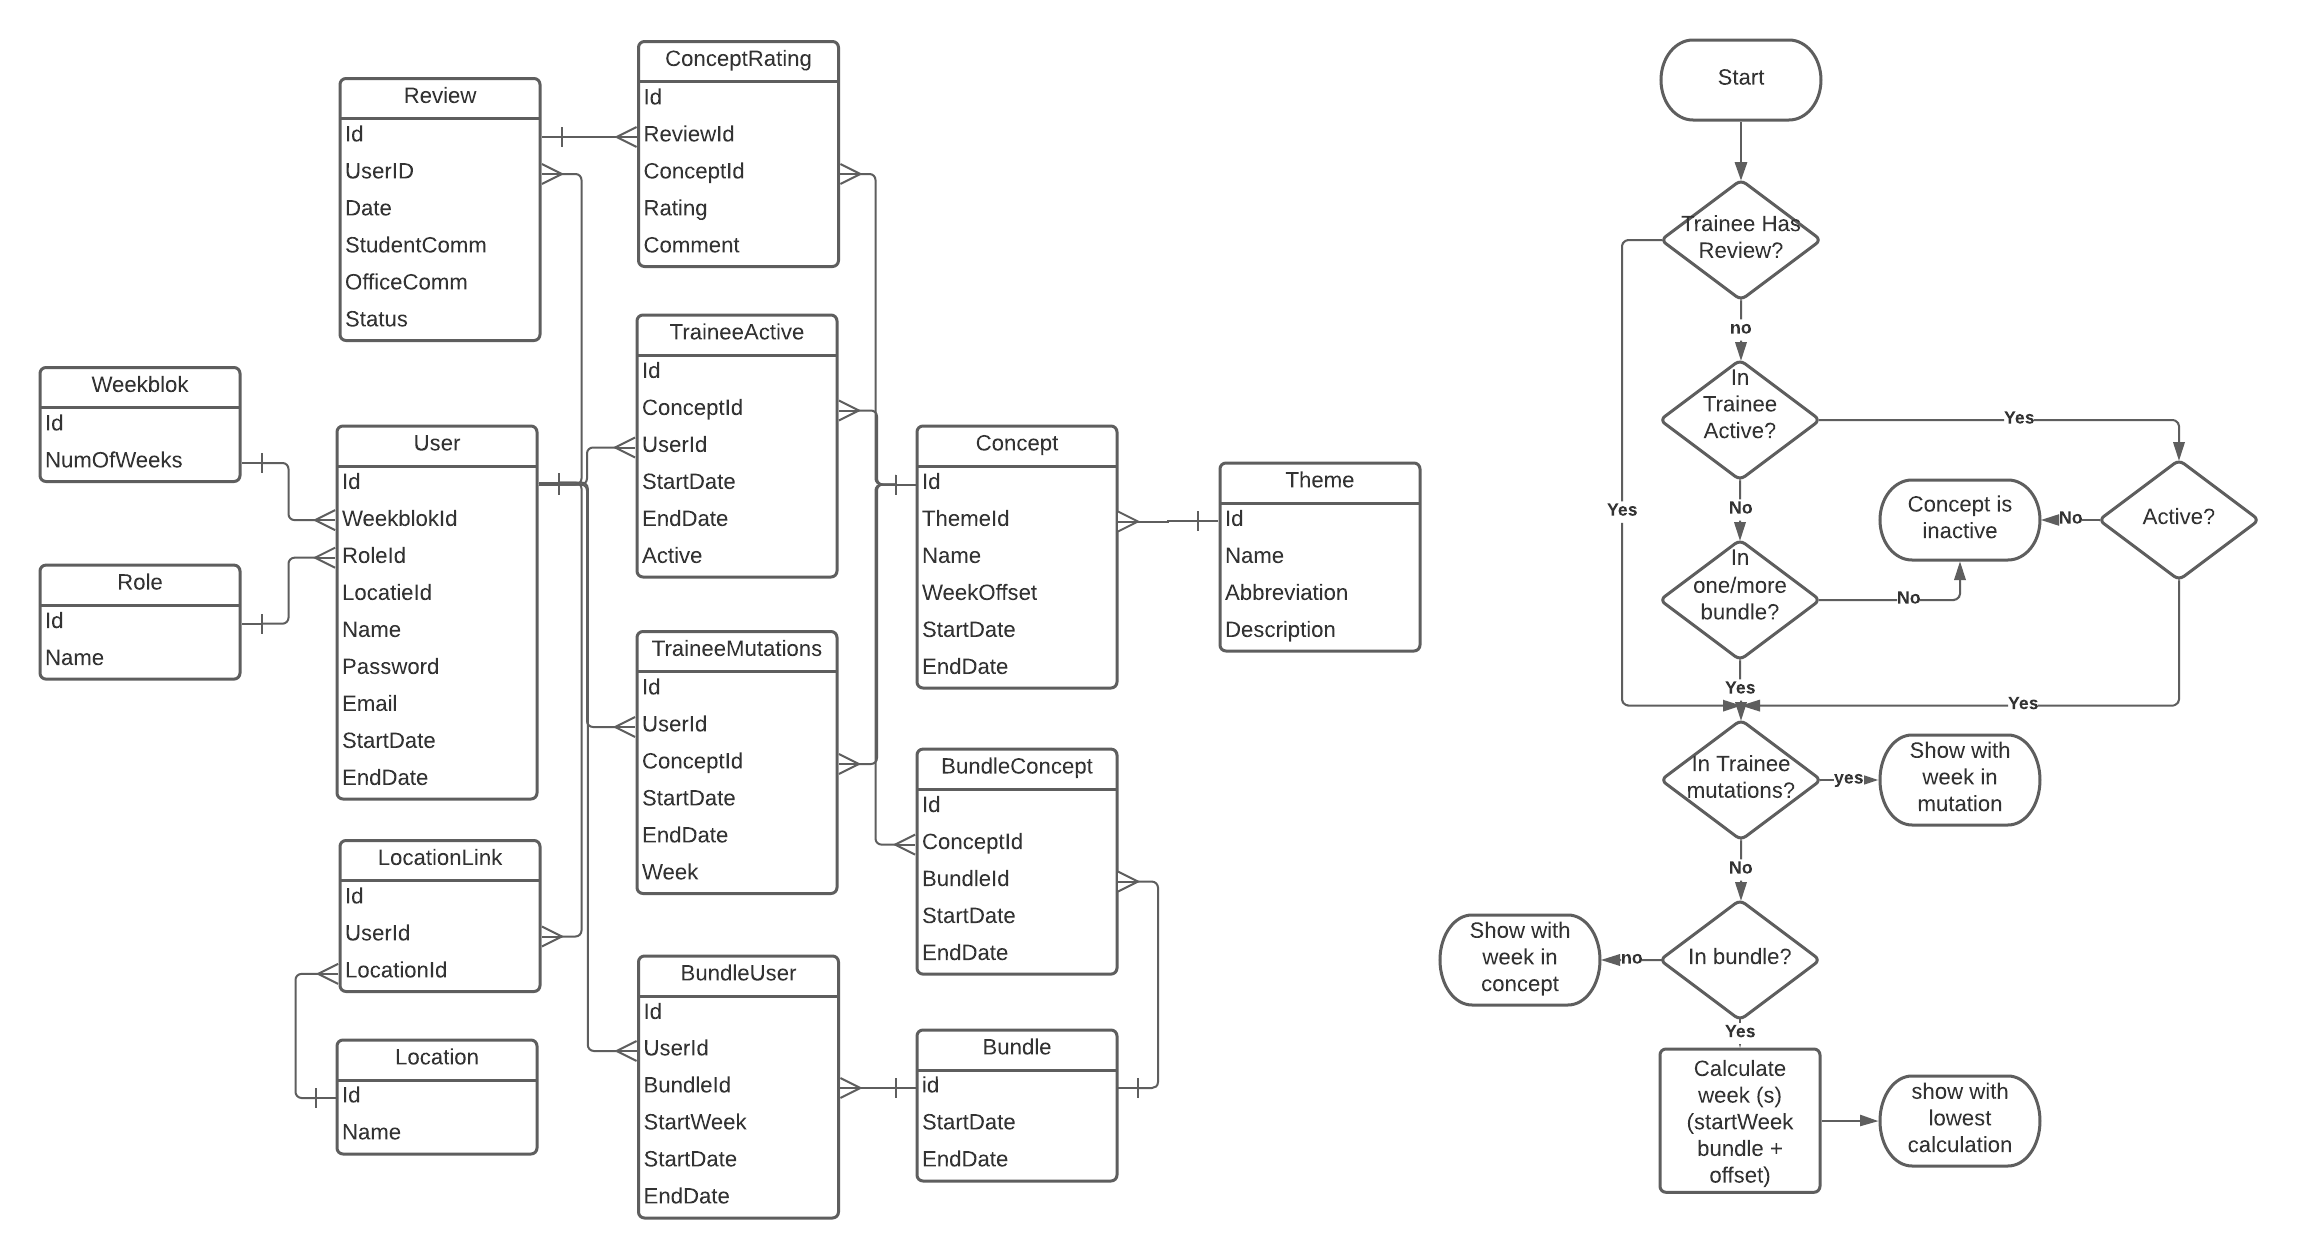 ConceptRating
Id
ReviewId
ConceptId
Rating
Comment
Review
Id
UserID
Date
StudentComm
OfficeComm
Status
TraineeActive
Id
ConceptId
UserId
StartDate
EndDate
Active
Weekblok
Id
NumOfWeeks
User
Id
WeekblokId
RoleId
LocatieId
Name
Password
Email
StartDate
EndDate
Role
Id
Name
Concept
Id
ThemeId
Name
WeekOffset
StartDate
EndDate
Theme
Id
Name
Abbreviation
Description
TraineeMutations
Id
UserId
ConceptId
StartDate
EndDate
Week
BundleConcept
Id
ConceptId
BundleId
StartDate
EndDate
LocationLink
Id
UserId
LocationId
BundleUser
Id
UserId
BundleId
StartWeek
StartDate
EndDate
Bundle
id
StartDate
EndDate
Location
Id
Name
Start
Trainee Has
Review?
no
Yes
In
Trainee
Active?
Yes
No
Active?
No
Concept is
inactive
In
one/more
bundle?
No
Yes
Yes
In Trainee
mutations?
yes
Show with
week in
mutation
No
In bundle?
no
Show with
week in
concept
Yes
Calculate
week (s)
(startWeek
bundle +
offset)
show with
lowest
calculation